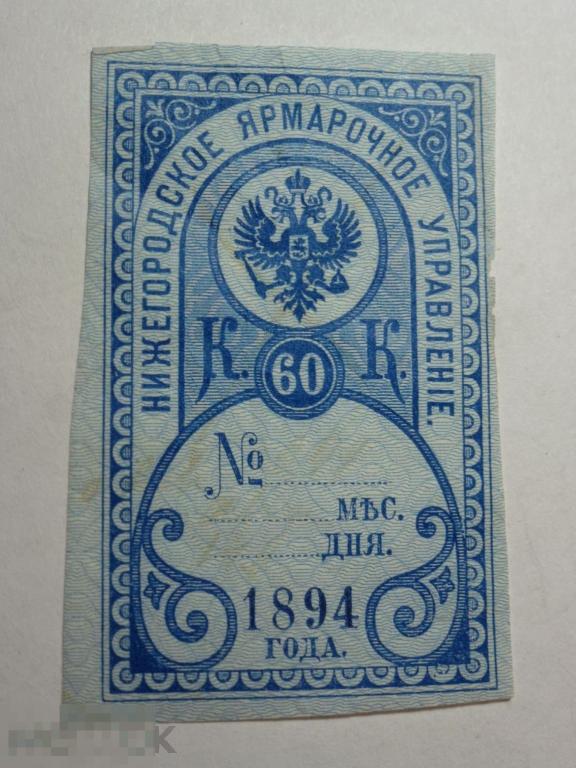 НИЖЕГОРОДСКОЕ ЯРМАРОЧНОЕ УПРАВЛЕНІЕ.
К. 60 К.
№
МѢС.
ДНЯ.
1894
ГОДА.